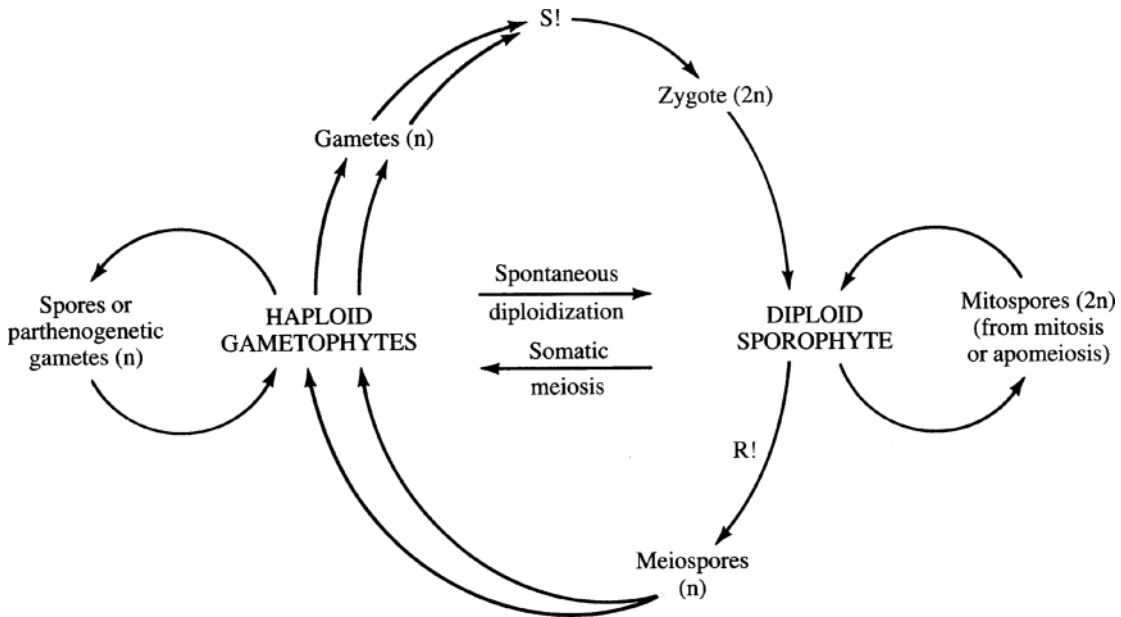 S!
Zygote (2n)
Gametes (n)
Spontaneous
diploidization
Somatic
meiosis
Spores or
parthenogenetic
gametes (n)
HAPLOID
GAMETOPHYTES
DIPLOID
SPOROPHYTE
Mitospores (2n)
(from mitosis
or apomeiosis)
R!
Meiospores
(n)